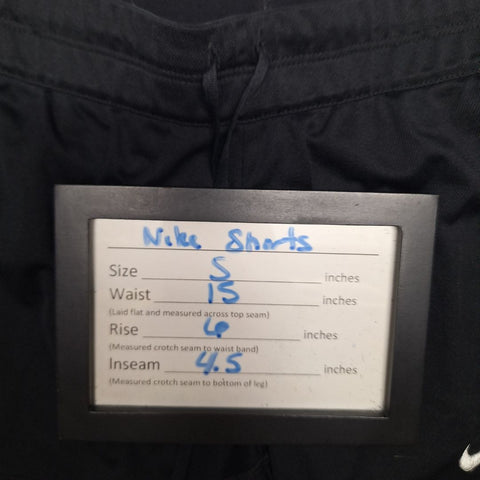 Nike Shorts
Size S inches
Waist 15 inches
(Laid flat and measured across top seam)
Rise 6 inches
(Measured crotch seam to waist band)
Inseam 4.5 inches
(Measured crotch seam to bottom of leg)